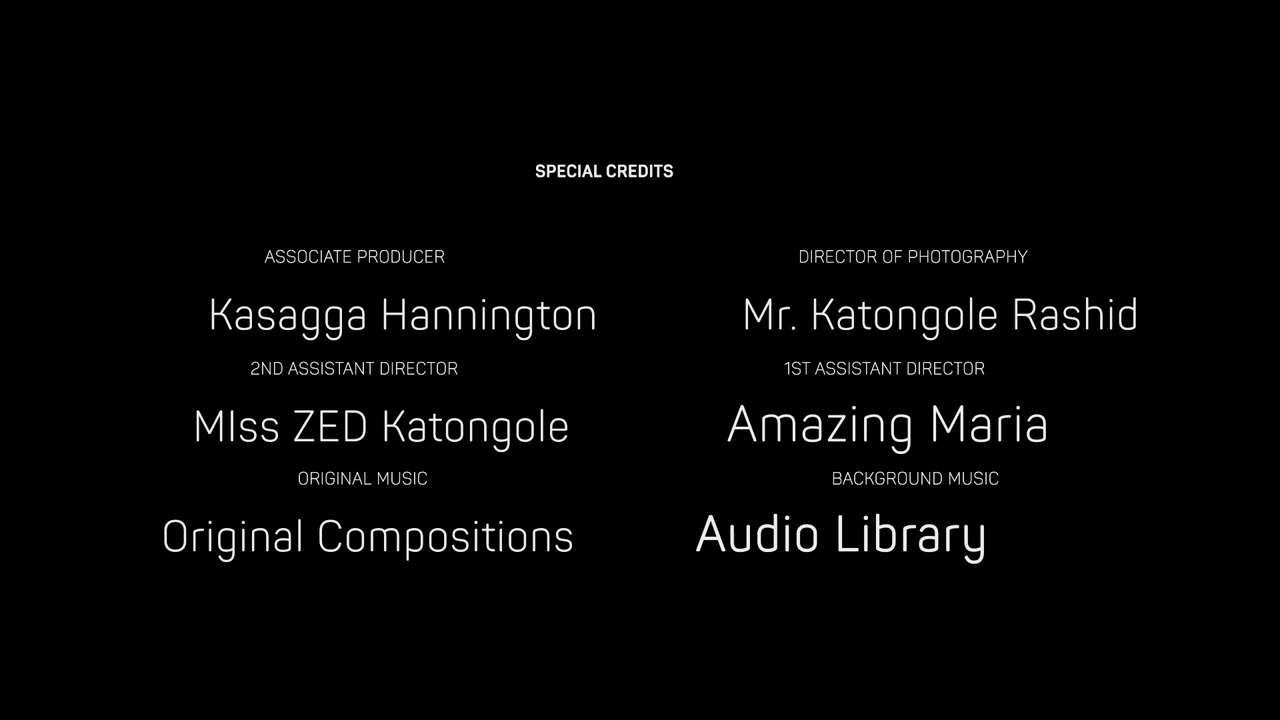 SPECIAL CREDITS
ASSOCIATE PRODUCER
Kasagga Hannington
DIRECTOR OF PHOTOGRAPHY
Mr. Katongole Rashid
2ND ASSISTANT DIRECTOR
MIss ZED Katongole
1ST ASSISTANT DIRECTOR
Amazing Maria
ORIGINAL MUSIC
Original Compositions
BACKGROUND MUSIC
Audio Library